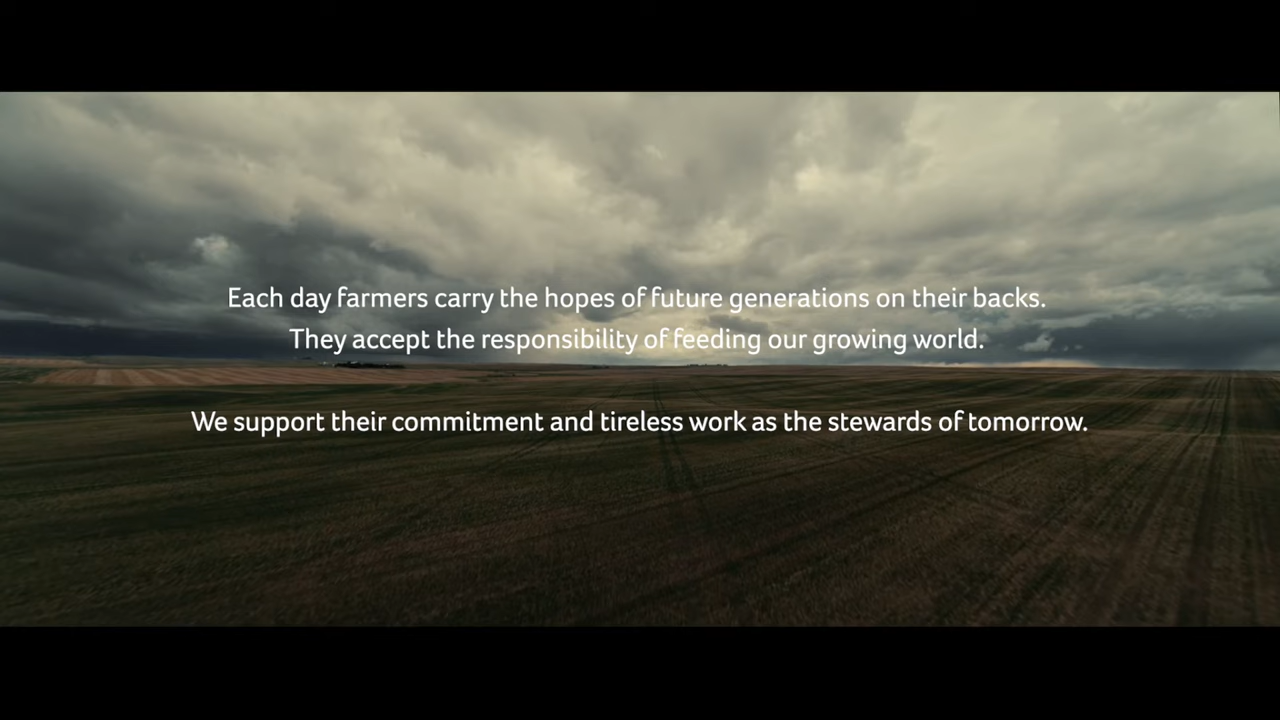 Each day farmers carry the hopes of future generations on their backs.
They accept the responsibility of feeding our growing world.
We support their commitment and tireless work as the stewards of tomorrow.